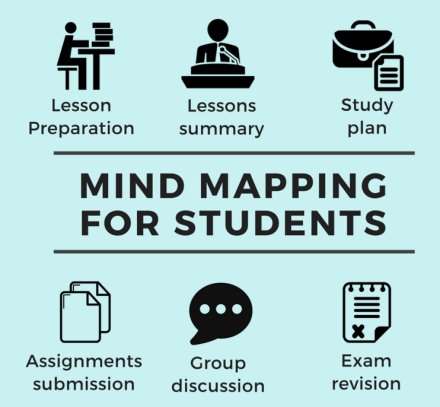 Lesson
Preparation
Lessons
summary
Study
plan
MIND MAPPING
FOR STUDENTS
Assignments
submission
Group
discussion
Exam
revision